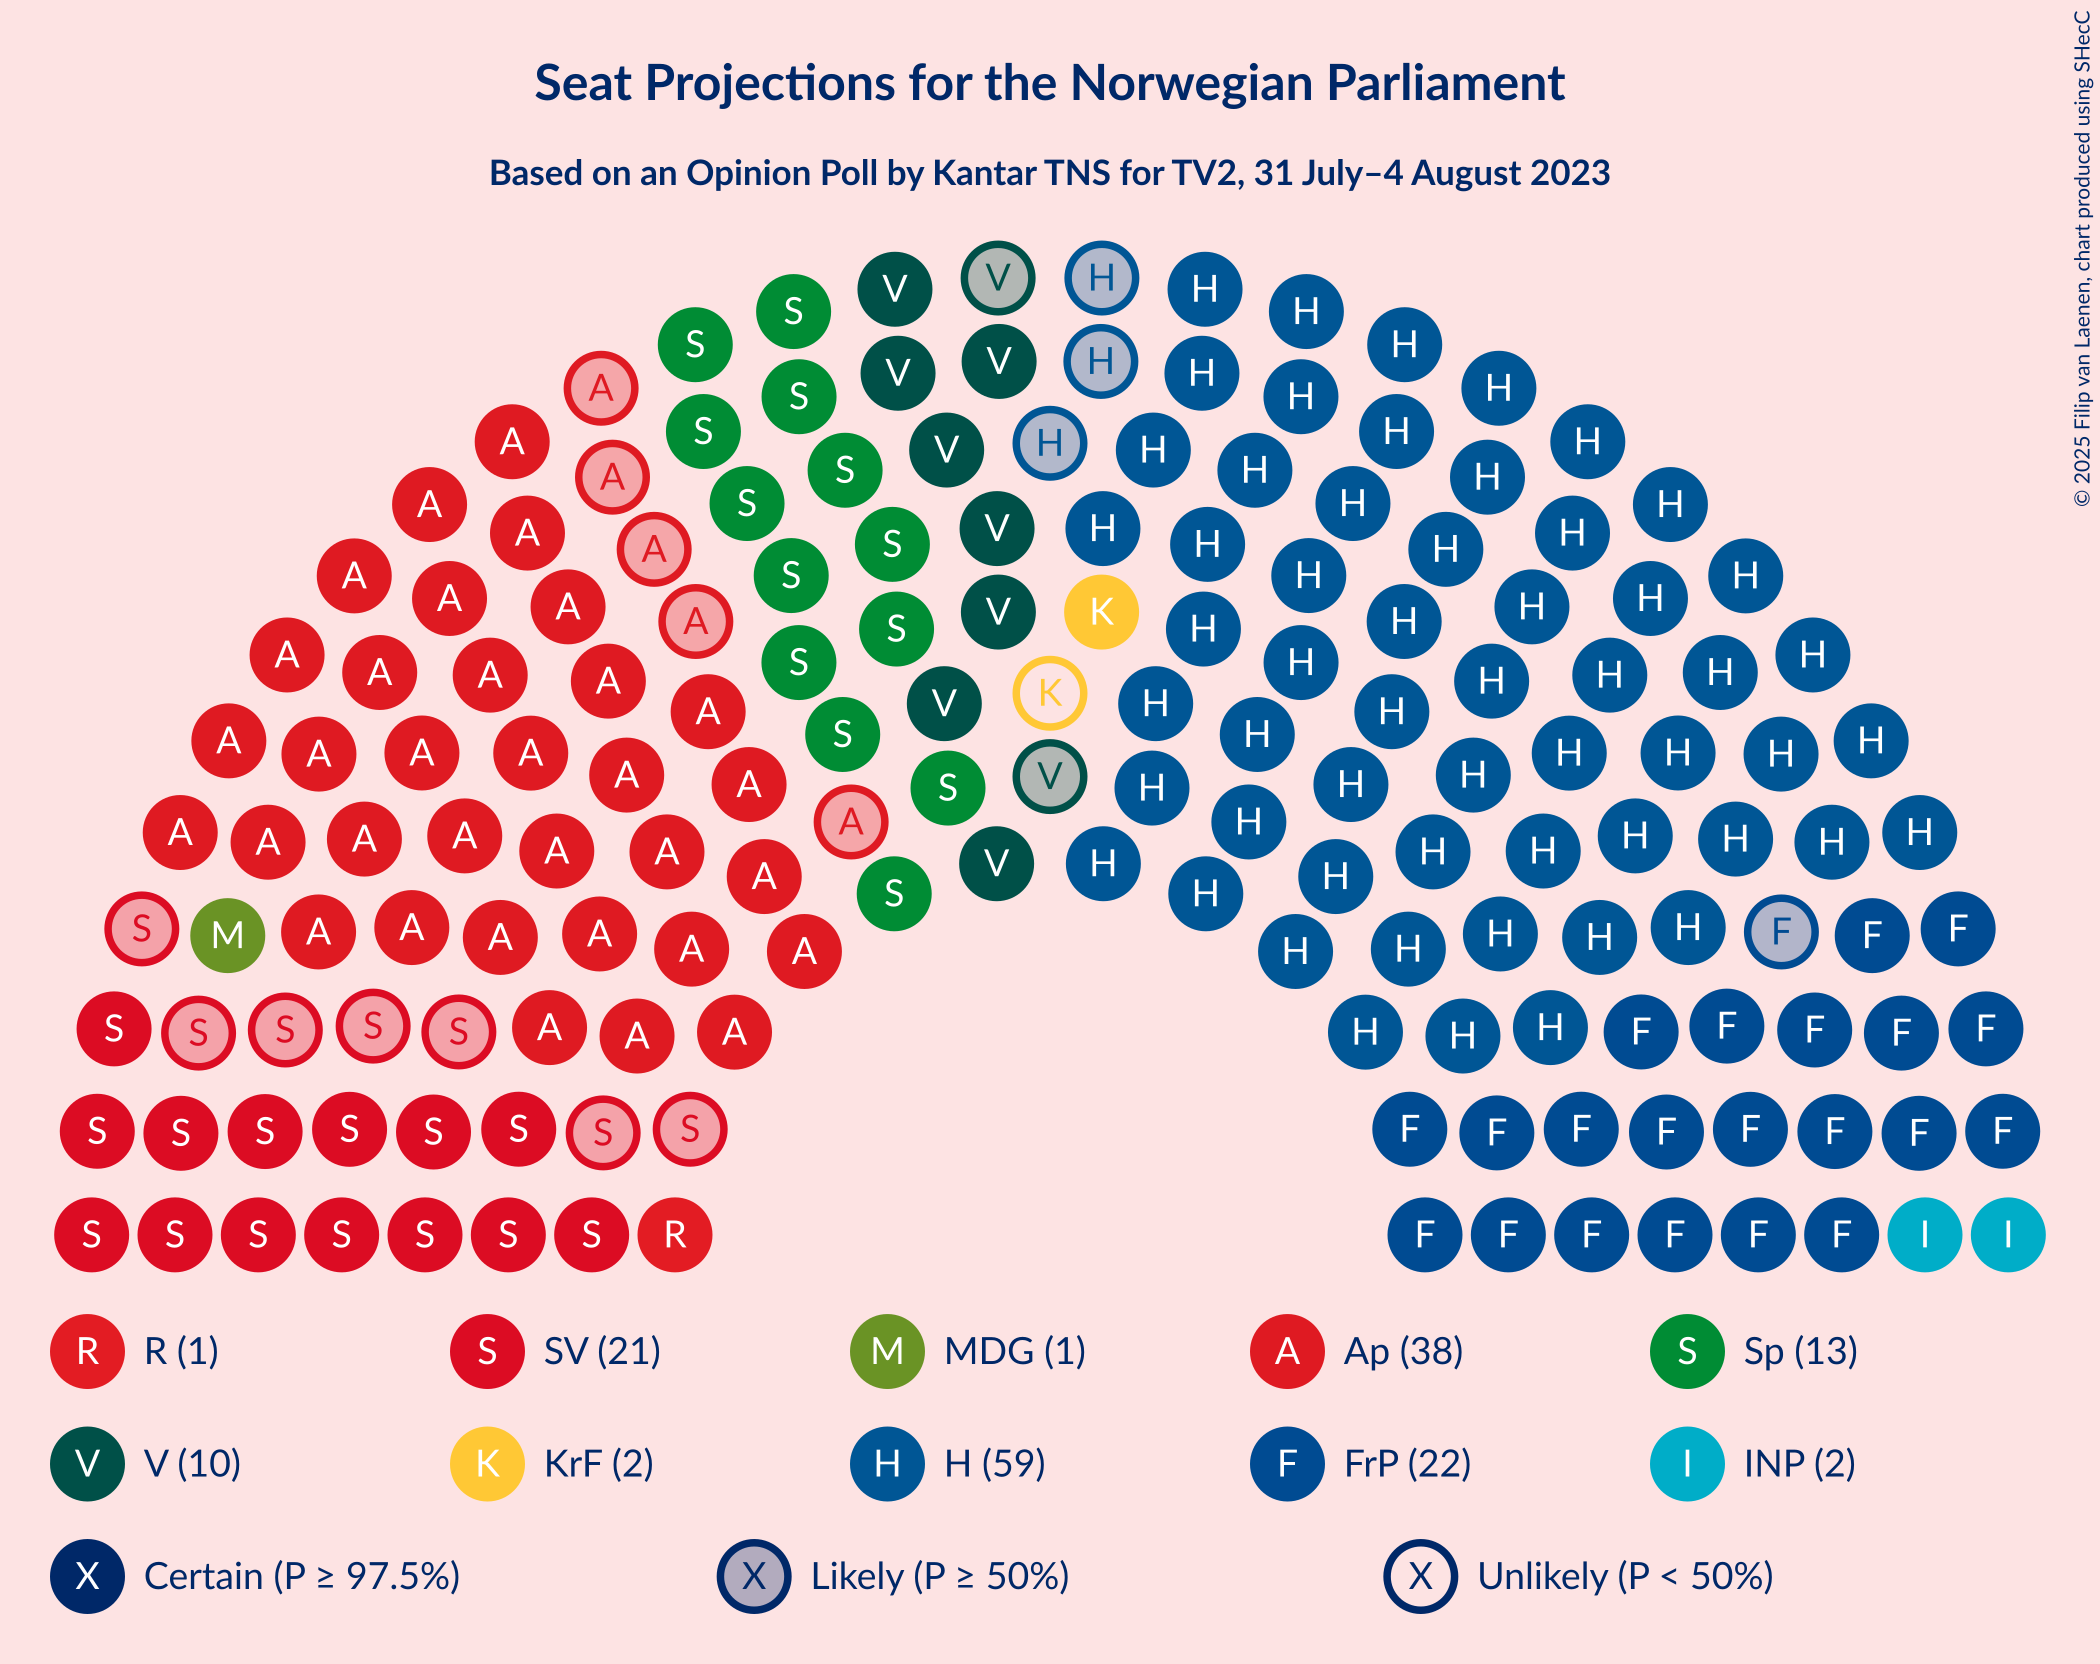 Seat Projections for the Norwegian Parliament
Based on an Opinion Poll by Kantar TNS for TV2, 31 July–4 August 2023
© 2025 Filip van Laenen, chart produced using SHecC
V H
V H H H
S V V H H H
S S V V H H H H
A S S V H H H H H
A A S S V H H H H H H
A A A S S V K H H H H H H
A A A A S S V K H H H H H H H
A A A A A A S S V H H H H H H H H
A A A A A A A A S V H H H H H H H H H
S M A A A A A A H H H H H F F F
S S S S S A A A H H H F F F F F
S S S S S S S S F F F F F F F F
S S S S S S S R F F F F F F I I
R R (1) S SV (21) M MDG (1) A Ap (38) S Sp (13)
V V (10) K KrF (2) H H (59) F FrP (22) I INP (2)
X Certain (P ≥ 97.5%) X Likely (P ≥ 50%) X Unlikely (P < 50%)